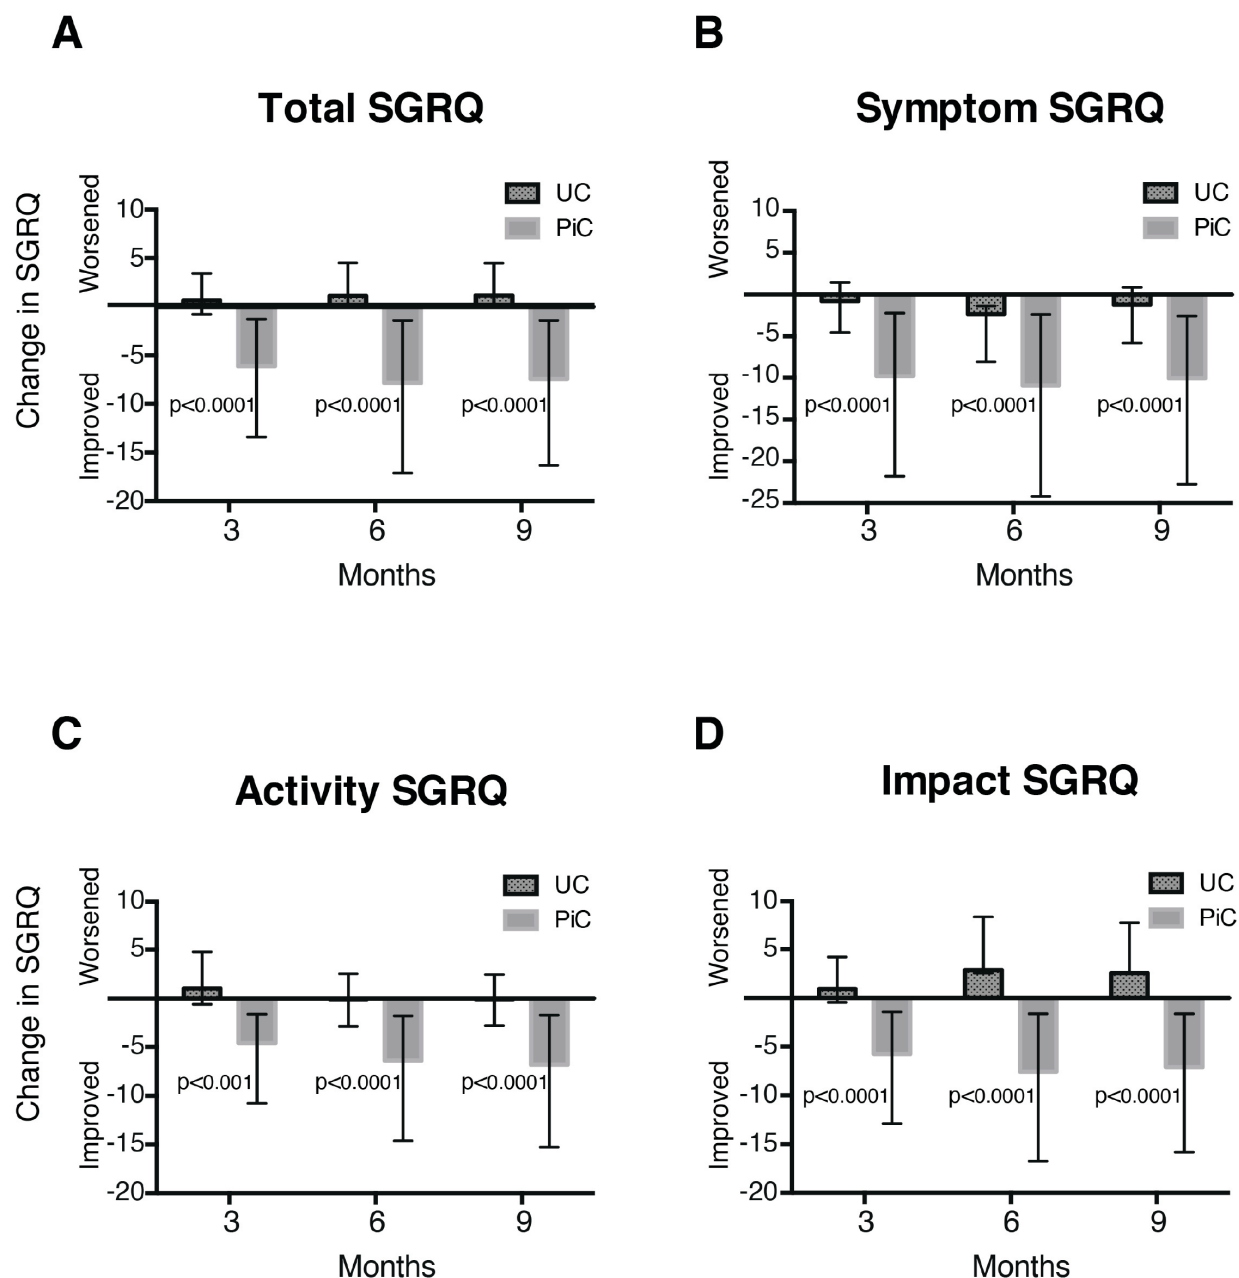 A
Total SGRQ
Change in SGRQ
Worsened
Improved
UC
PiC
10
5
-5
-10
-15
-20
p<0.0001
p<0.0001
p<0.0001
3
6
9
Months
B
Symptom SGRQ
Worsened
Improved
UC
PiC
10
5
-5
-10
-15
-20
-25
p<0.0001
p<0.0001
p<0.0001
3
6
9
Months
C
Activity SGRQ
Change in SGRQ
Worsened
Improved
UC
PiC
10
5
-5
-10
-15
-20
p<0.001
p<0.0001
p<0.0001
3
6
9
Months
D
Impact SGRQ
Worsened
Improved
UC
PiC
10
5
-5
-10
-15
-20
p<0.0001
p<0.0001
p<0.0001
3
6
9
Months